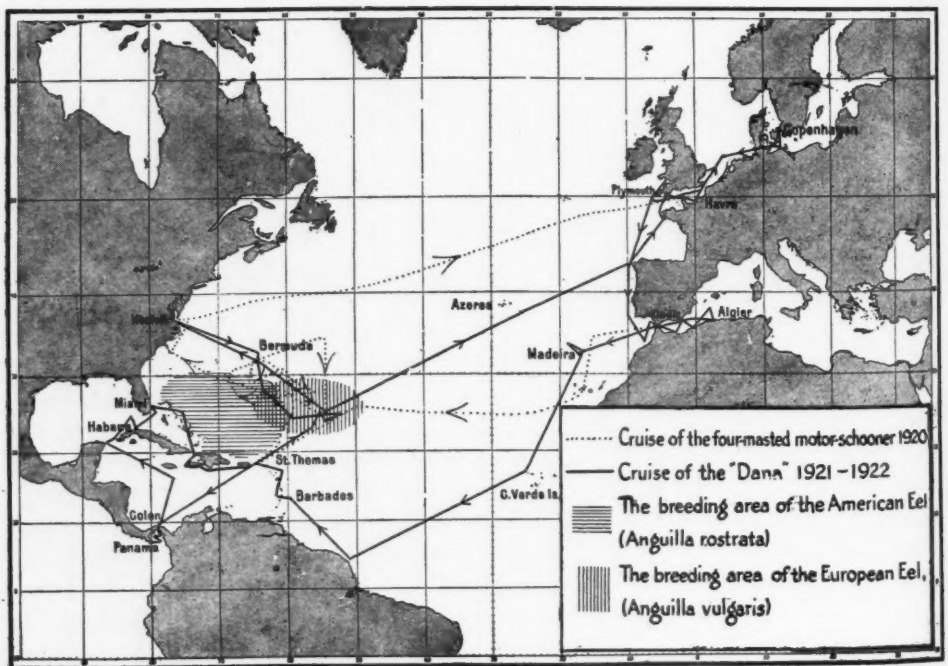 Copenhagen
Plymouth
Havre
Azores
Algier
Bermuda
Madeira
Miami
Habana
St. Thomas
C. Verde Is.
Barbados
Colon
Panama
Cruise of the four-masted motor-schooner 1920
Cruise of the "Dana" 1921-1922
The breeding area of the American Eel
(Anguilla rostrata)
The breeding area of the European Eel,
(Anguilla vulgaris)